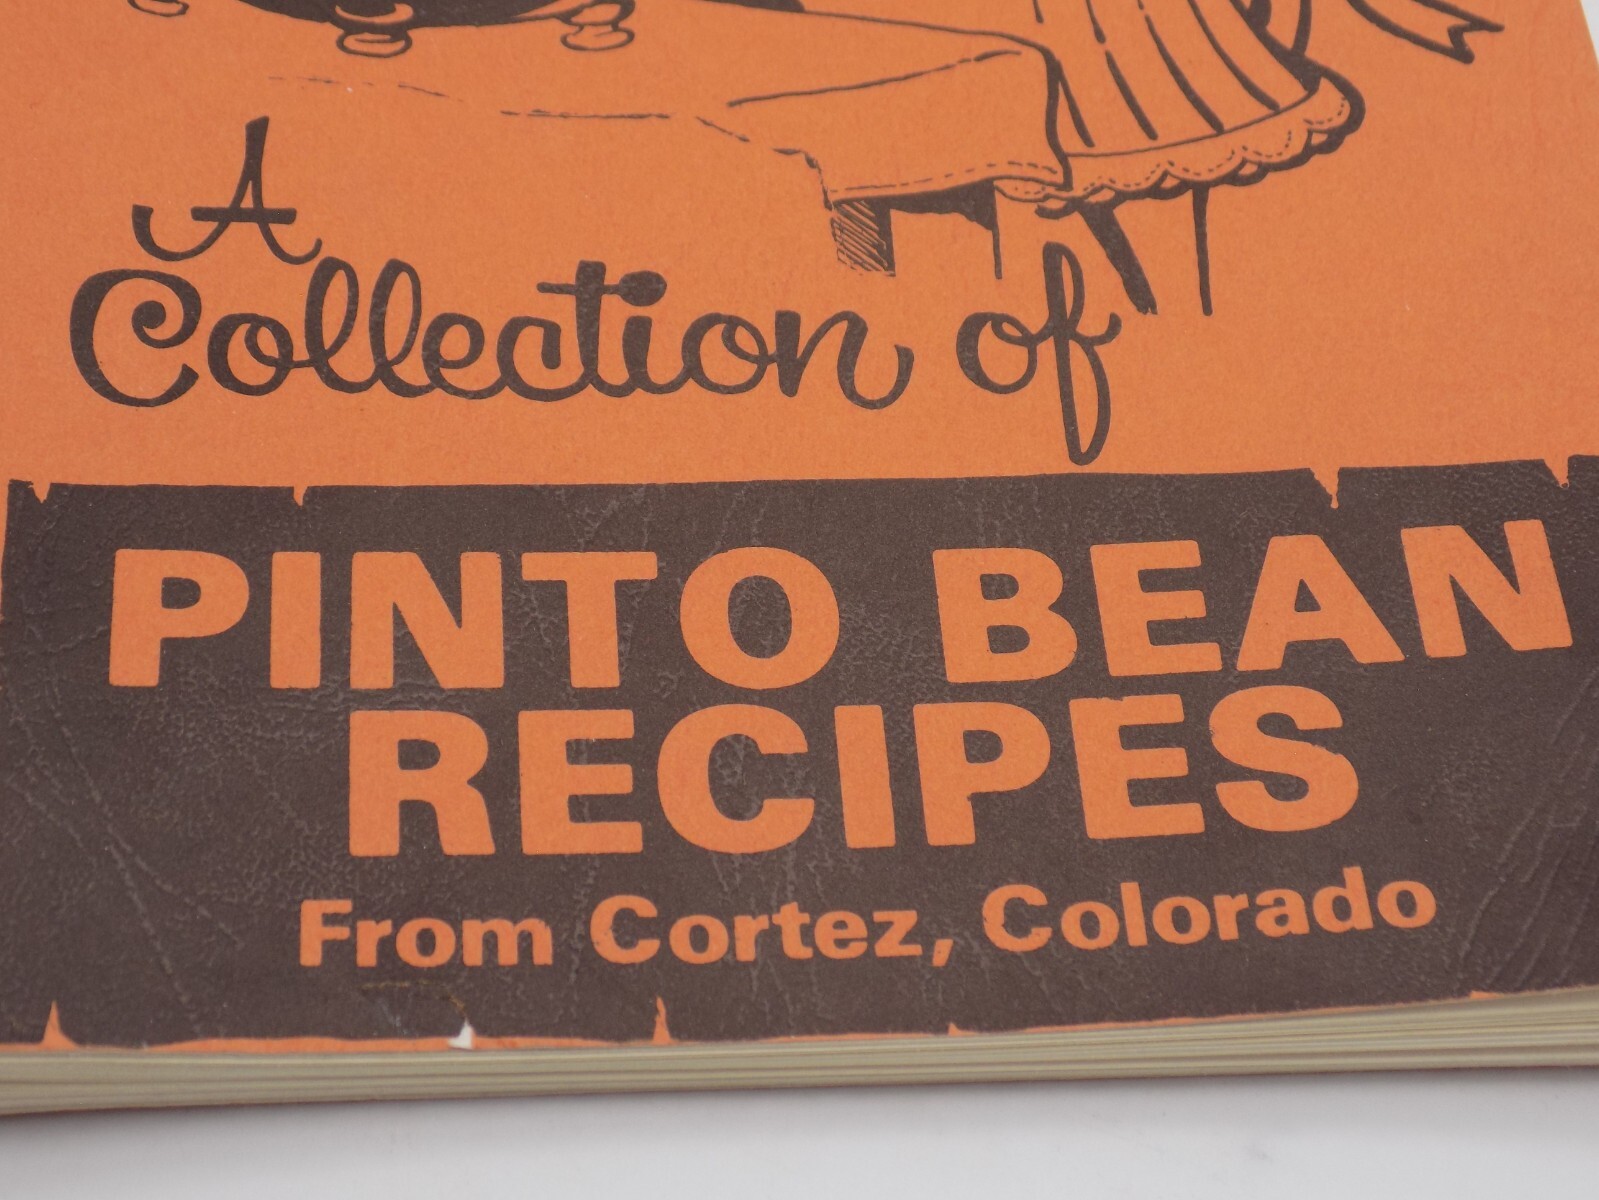 A
Collection of
PINTO BEAN
RECIPES
From Cortez, Colorado